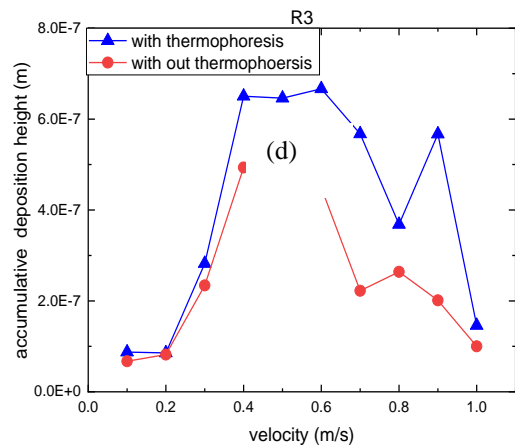 R3
8.0E-7
with thermophoresis
with out thermophoersis
6.0E-7
(d)
4.0E-7
2.0E-7
0.0E+0
0.0 0.2 0.4 0.6 0.8 1.0
velocity (m/s)
accumulative deposition height (m)